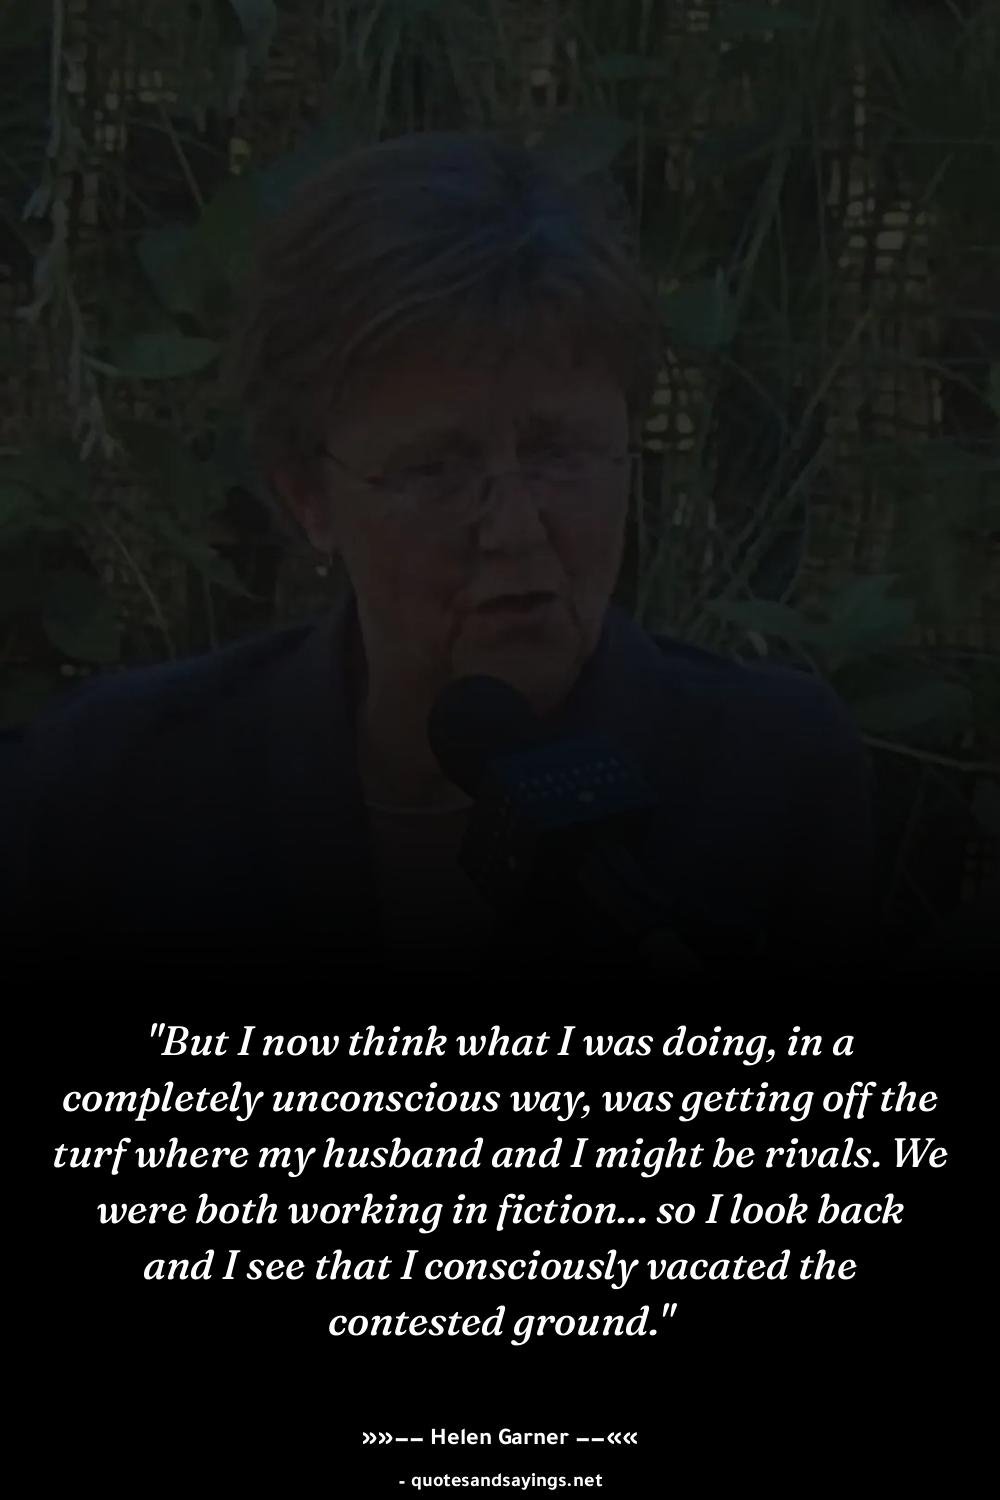 "But I now think what I was doing, in a
completely unconscious way, was getting off the
turf where my husband and I might be rivals. We
were both working in fiction... so I look back
and I see that I consciously vacated the
contested ground."
»»–– Helen Garner ––««
- quotesandsayings.net